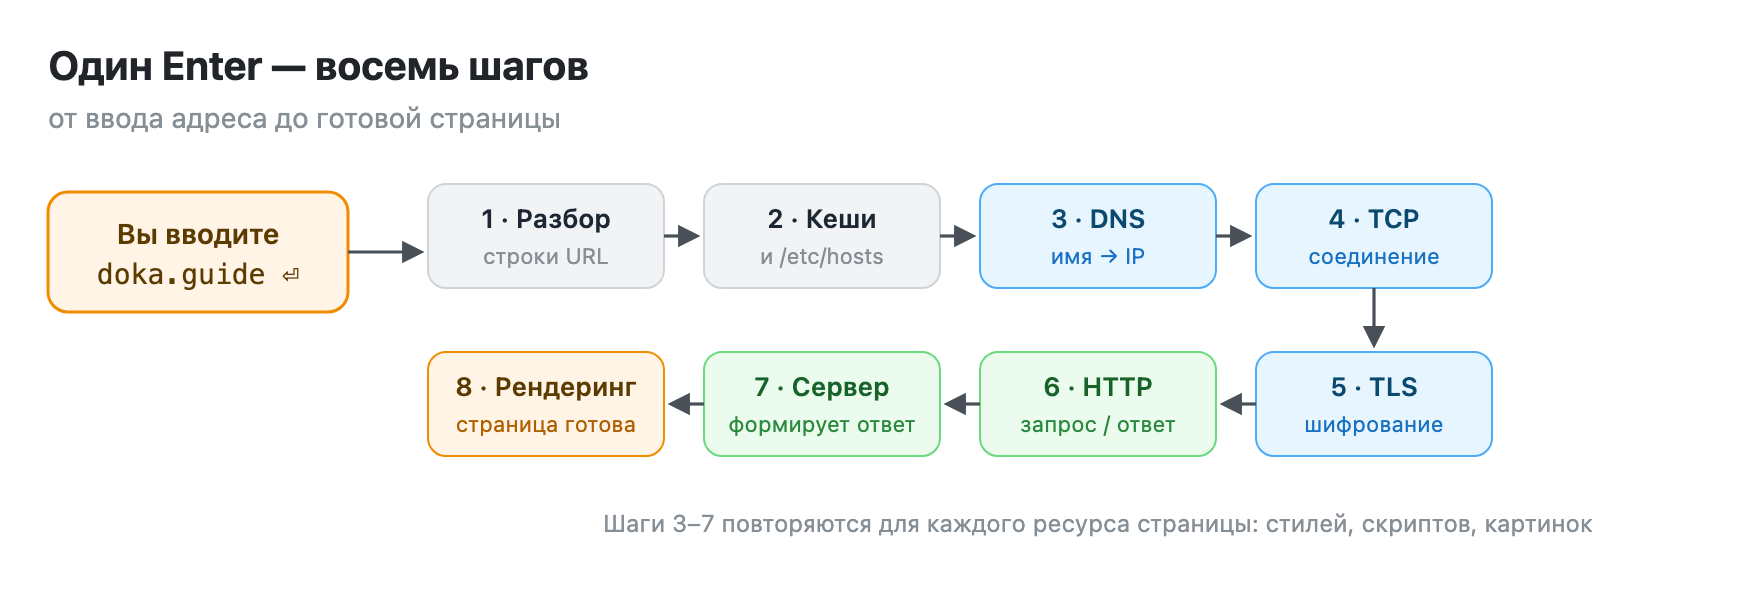 Один Enter — восемь шагов
от ввода адреса до готовой страницы
Вы вводите
doka.guide ⏎
1 · Разбор
строки URL
2 · Кеши
и /etc/hosts
3 · DNS
имя → IP
4 · TCP
соединение
5 · TLS
шифрование
6 · HTTP
запрос / ответ
7 · Сервер
формирует ответ
8 · Рендеринг
страница готова
Шаги 3–7 повторяются для каждого ресурса страницы: стилей, скриптов, картинок